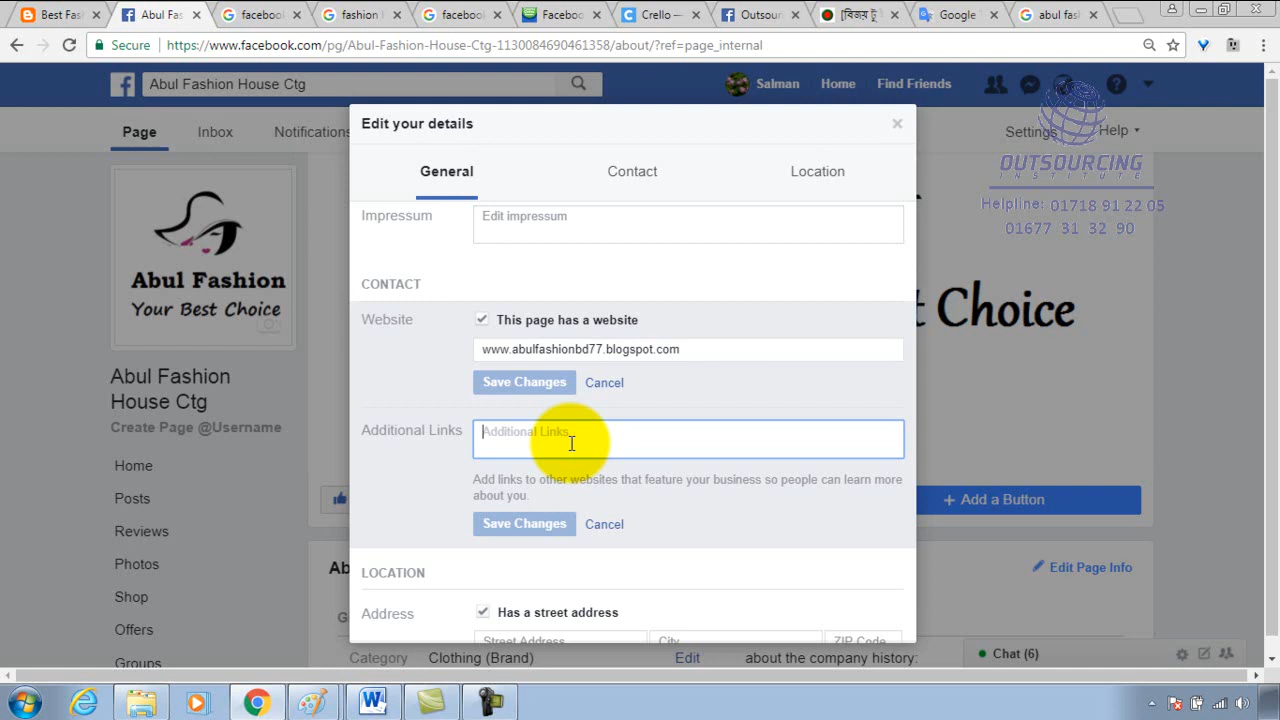 Best Fas
Abul Fas
facebook
fashion
facebook
Faceboo
Crello —
Outsour
[বিজয় টু
Google
abul fas
Secure
https://www.facebook.com/pg/Abul-Fashion-House-Ctg-1130084690461358/about/?ref=page_internal
Abul Fashion House Ctg
Salman
Home
Find Friends
Page
Inbox
Notifications
Settings
Help
OUTSOURCING
INSTITUTE
Helpline: 01718 91 22 05
01677 31 32 90
Edit your details
General
Contact
Location
Impressum
Edit impressum
CONTACT
Website
This page has a website
www.abulfashionbd77.blogspot.com
Save Changes
Cancel
Additional Links
Additional Links
Add links to other websites that feature your business so people can learn more
about you.
Save Changes
Cancel
LOCATION
Address
Has a street address
Street Address
City
ZIP Code
Abul Fashion
Your Best Choice
t Choice
Abul Fashion
House Ctg
Create Page @Username
Home
Posts
Reviews
Photos
Shop
Offers
Groups
+ Add a Button
Ab
Edit Page Info
G
Category
Clothing (Brand)
Edit
about the company history:
Chat (6)